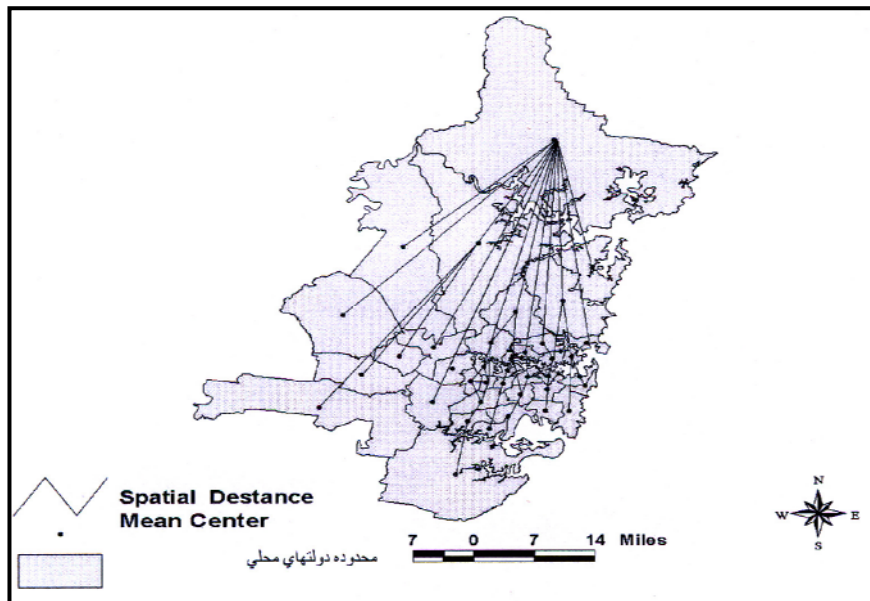 Spatial Destance
Mean Center
محدوده دولتهاي محلي
7 0 7 14 Miles
N
W E
S